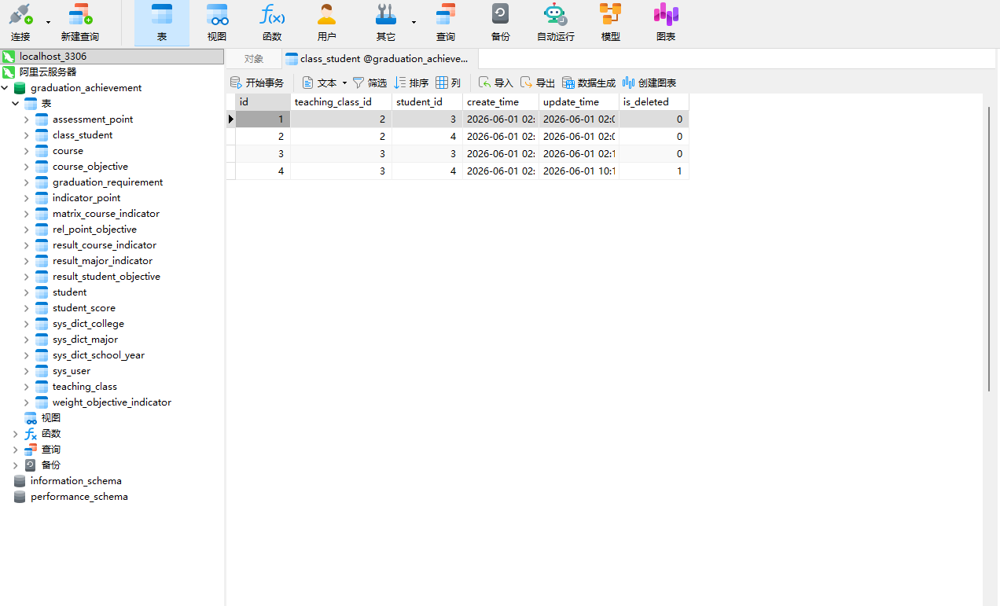 连接 新建查询 表 视图 函数 用户 其它 查询 备份 自动运行 模型 图表
localhost_3306
阿里云服务器
graduation_achievement
表
assessment_point
class_student
course
course_objective
graduation_requirement
indicator_point
matrix_course_indicator
rel_point_objective
result_course_indicator
result_major_indicator
result_student_objective
student
student_score
sys_dict_college
sys_dict_major
sys_dict_school_year
sys_user
teaching_class
weight_objective_indicator
视图
函数
查询
备份
information_schema
performance_schema
对象 class_student @graduation_achieve...
开始事务 文本 筛选 排序 列 导入 导出 数据生成 创建图表
id teaching_class_id student_id create_time update_time is_deleted
1 2 3 2026-06-01 02: 2026-06-01 02:0 0
2 2 4 2026-06-01 02: 2026-06-01 02:0 0
3 3 3 2026-06-01 02: 2026-06-01 02:1 0
4 3 4 2026-06-01 02: 2026-06-01 10:1 1